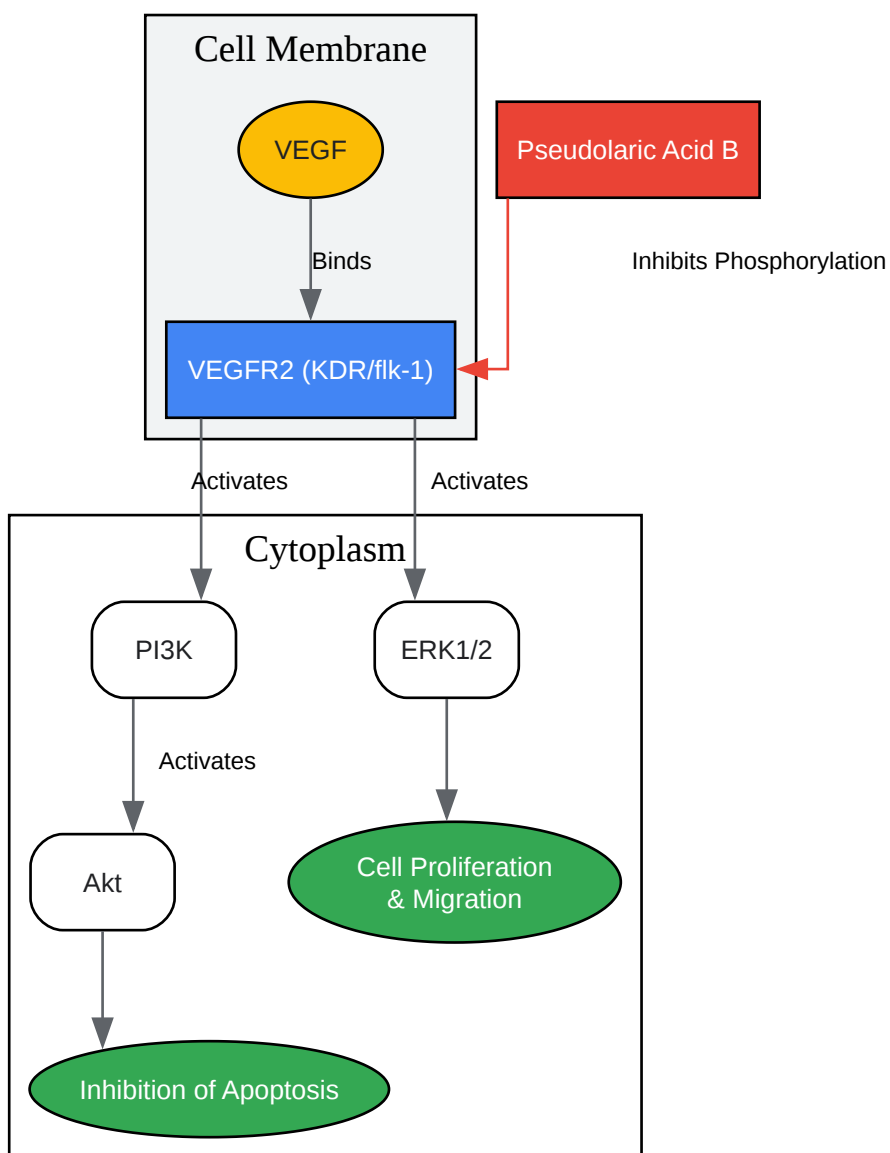 Cell Membrane
VEGF
Pseudolaric Acid B
Binds
Inhibits Phosphorylation
VEGFR2 (KDR/flk-1)
Activates
Activates
Cytoplasm
PI3K
ERK1/2
Activates
Akt
Cell Proliferation
& Migration
Inhibition of Apoptosis